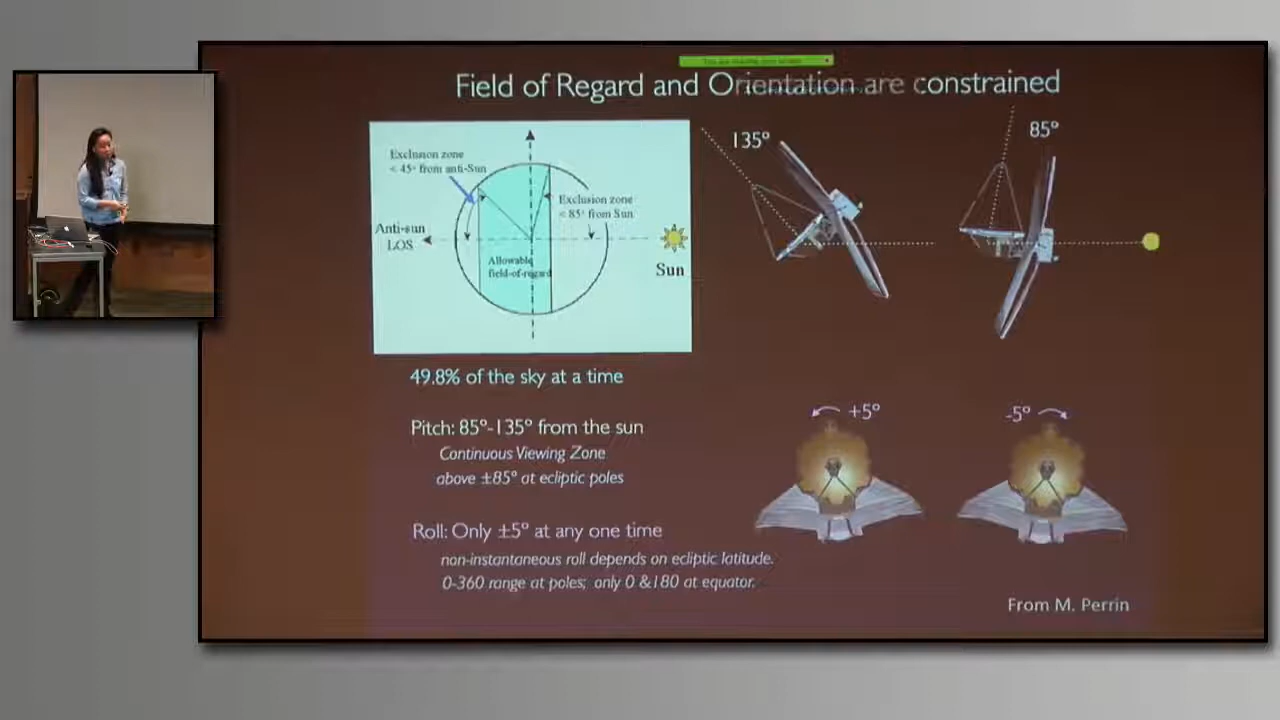 Field of Regard and Orientation are constrained
Exclusion zone
< 45° from anti-Sun
Exclusion zone
< 85° from Sun
Anti-sun
LOS
Allowable
field-of-regard
Sun
135°
85°
49.8% of the sky at a time
Pitch: 85°-135° from the sun
Continuous Viewing Zone
above ±85° at ecliptic poles
+5°
-5°
Roll: Only ±5° at any one time
non-instantaneous roll depends on ecliptic latitude.
0-360 range at poles; only 0 &180 at equator.
From M. Perrin